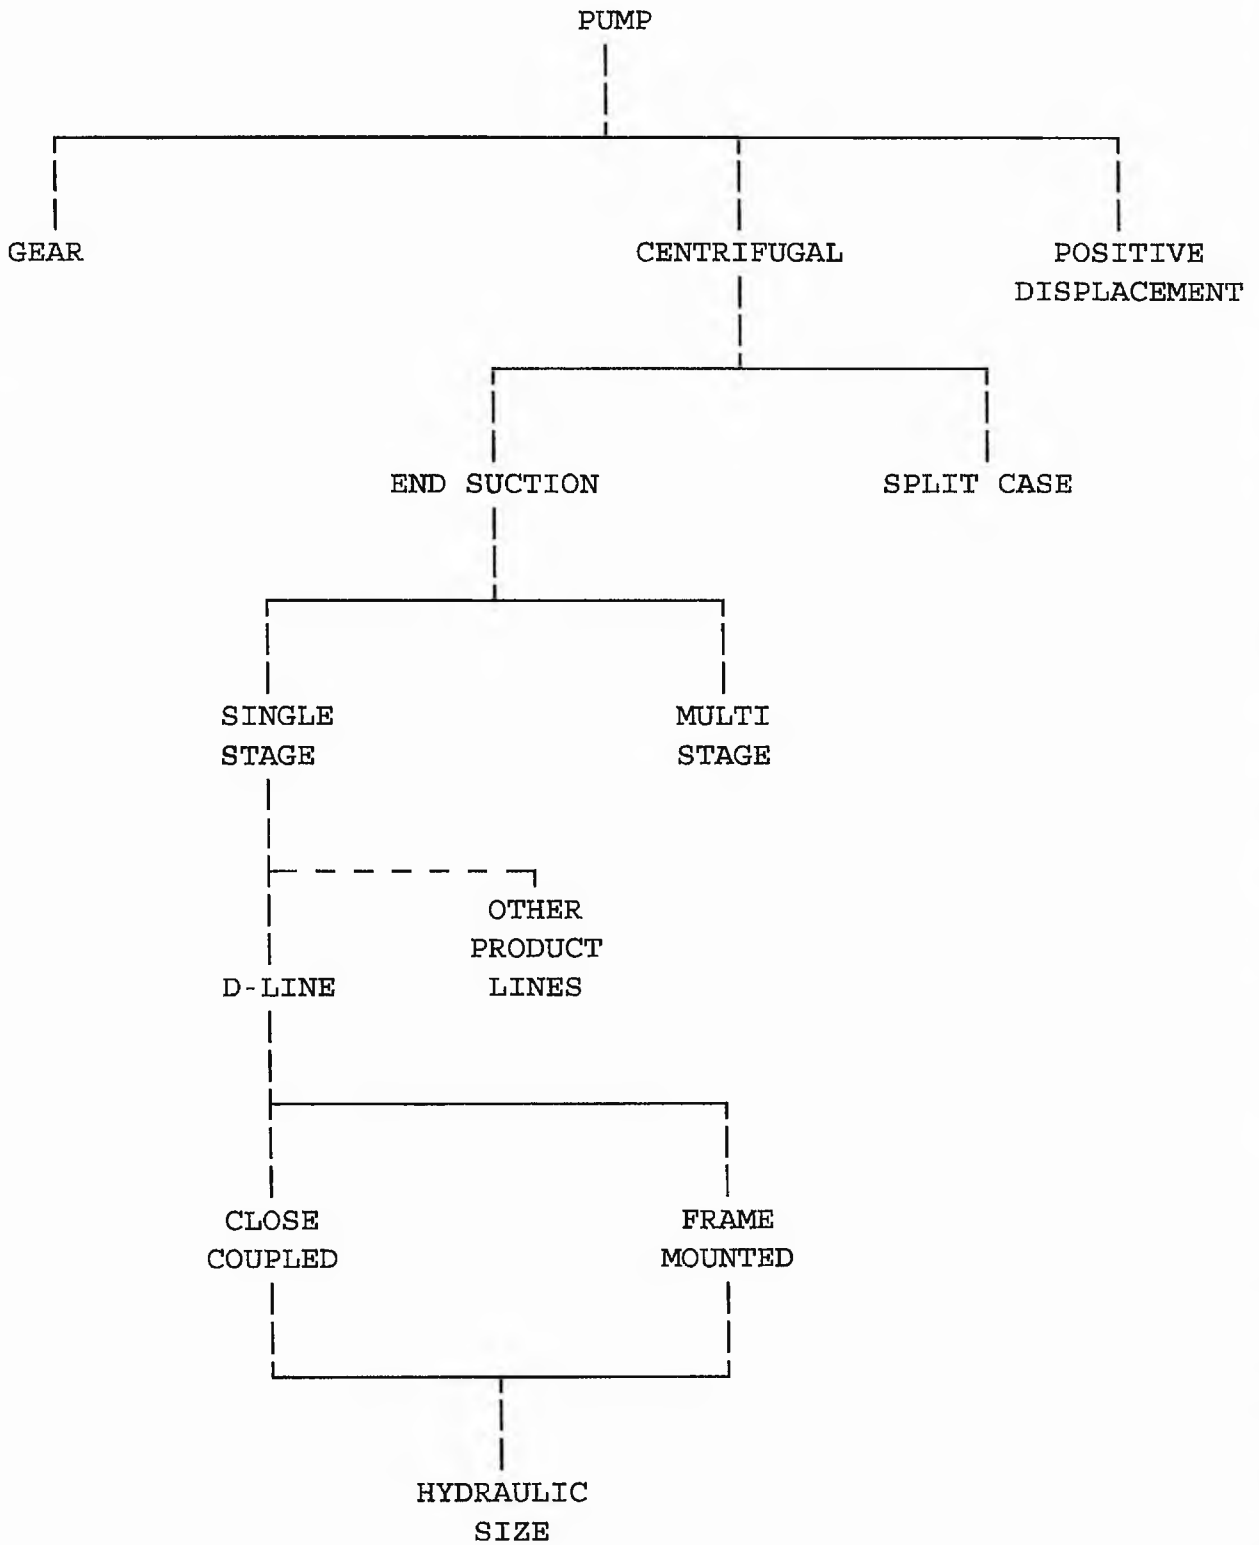 PUMP
GEAR
CENTRIFUGAL
POSITIVE
DISPLACEMENT
END SUCTION
SPLIT CASE
SINGLE
STAGE
MULTI
STAGE
OTHER
PRODUCT
LINES
D-LINE
CLOSE
COUPLED
FRAME
MOUNTED
HYDRAULIC
SIZE